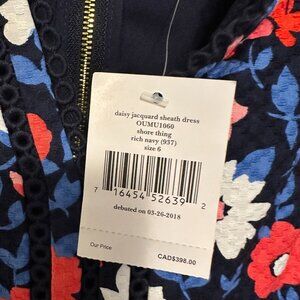 daisy jacquard sheath dress
OUMU1060
shore thing
rich navy (937)
size 6
7 16454 52639 2
debuted on 03-26-2018
Our Price
CAD$398.00